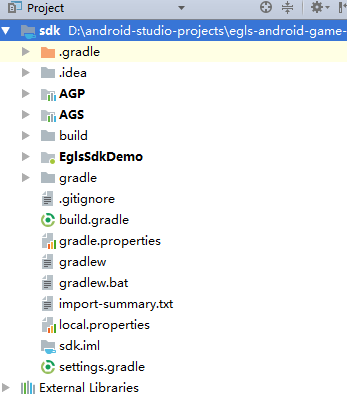 Project
sdk D:\android-studio-projects\egls-android-game-
.gradle
.idea
AGP
AGS
build
EglsSdkDemo
gradle
.gitignore
build.gradle
gradle.properties
gradlew
gradlew.bat
import-summary.txt
local.properties
sdk.iml
settings.gradle
External Libraries